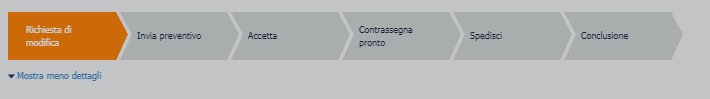 Richiesta di
modifica
Invia preventivo
Accetta
Contrassegna
pronto
Spedisci
Conclusione
Mostra meno dettagli